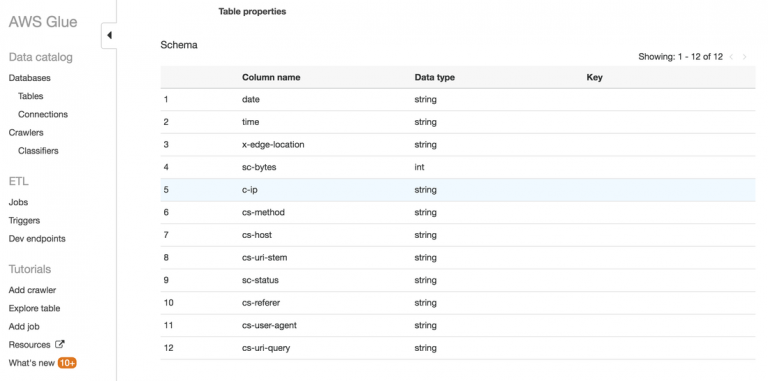 AWS Glue
Data catalog
Databases
Tables
Connections
Crawlers
Classifiers
ETL
Jobs
Triggers
Dev endpoints
Tutorials
Add crawler
Explore table
Add job
Resources
What's new 10+
Table properties
Schema
Showing: 1 - 12 of 12
Column name Data type Key
1 date string
2 time string
3 x-edge-location string
4 sc-bytes int
5 c-ip string
6 cs-method string
7 cs-host string
8 cs-uri-stem string
9 sc-status string
10 cs-referer string
11 cs-user-agent string
12 cs-uri-query string